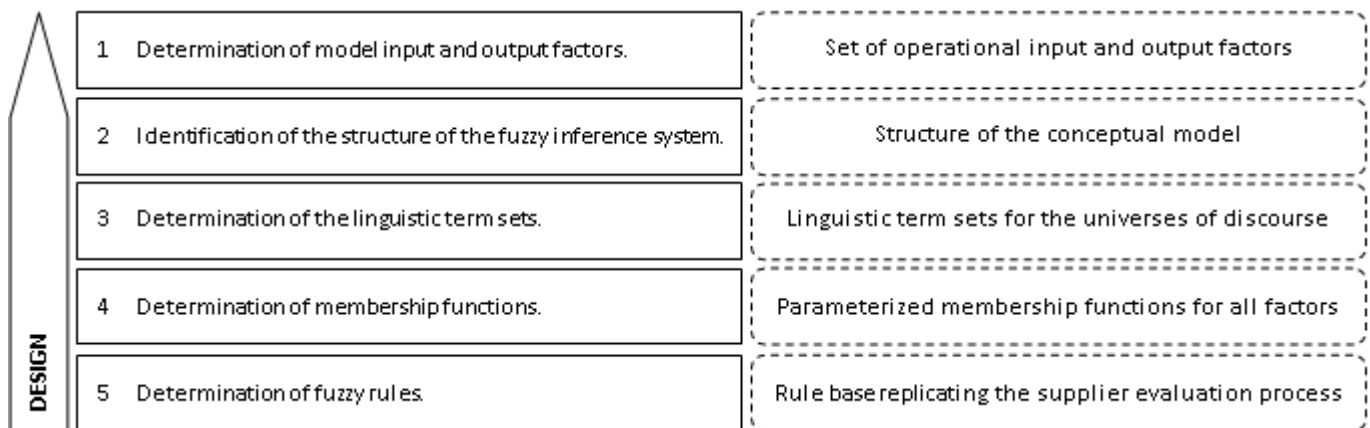 1 Determination of model input and output factors.
Set of operational input and output factors
2 Identification of the structure of the fuzzy inference system.
Structure of the conceptual model
3 Determination of the linguistic term sets.
Linguistic term sets for the universes of discourse
4 Determination of membership functions.
Parameterized membership functions for all factors
5 Determination of fuzzy rules.
Rule base replicating the supplier evaluation process
DESIGN